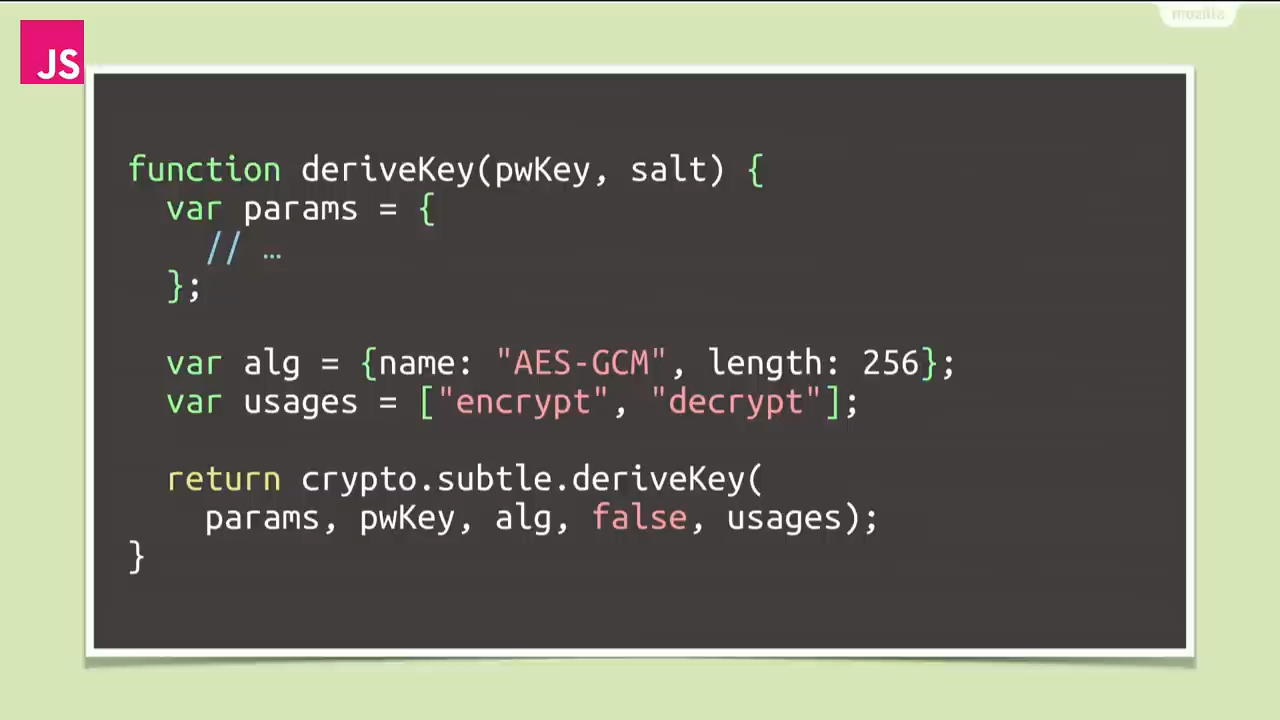 mozilla
JS
function deriveKey(pwKey, salt) {
  var params = {
    // …
  };

  var alg = {name: "AES-GCM", length: 256};
  var usages = ["encrypt", "decrypt"];

  return crypto.subtle.deriveKey(
    params, pwKey, alg, false, usages);
}